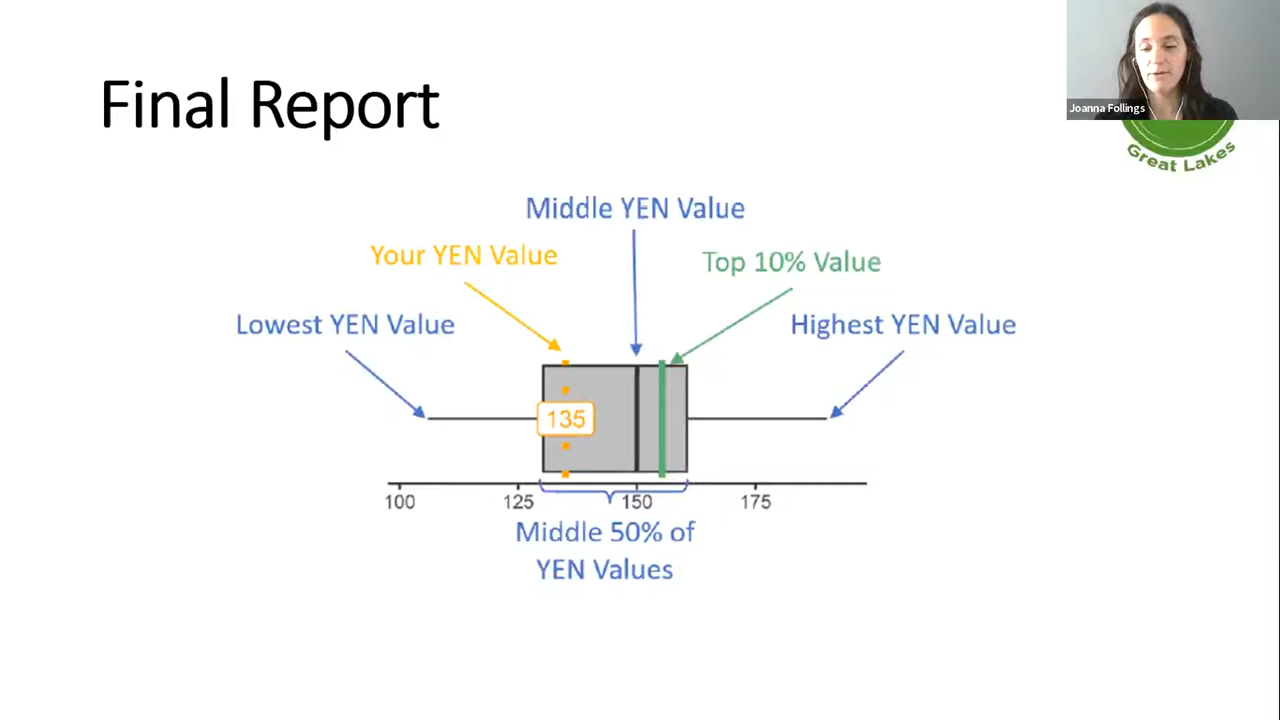 Final Report
Joanna Follings
Great Lakes
Middle YEN Value
Your YEN Value
Top 10% Value
Lowest YEN Value
Highest YEN Value
135
100 125 150 175
Middle 50% of
YEN Values